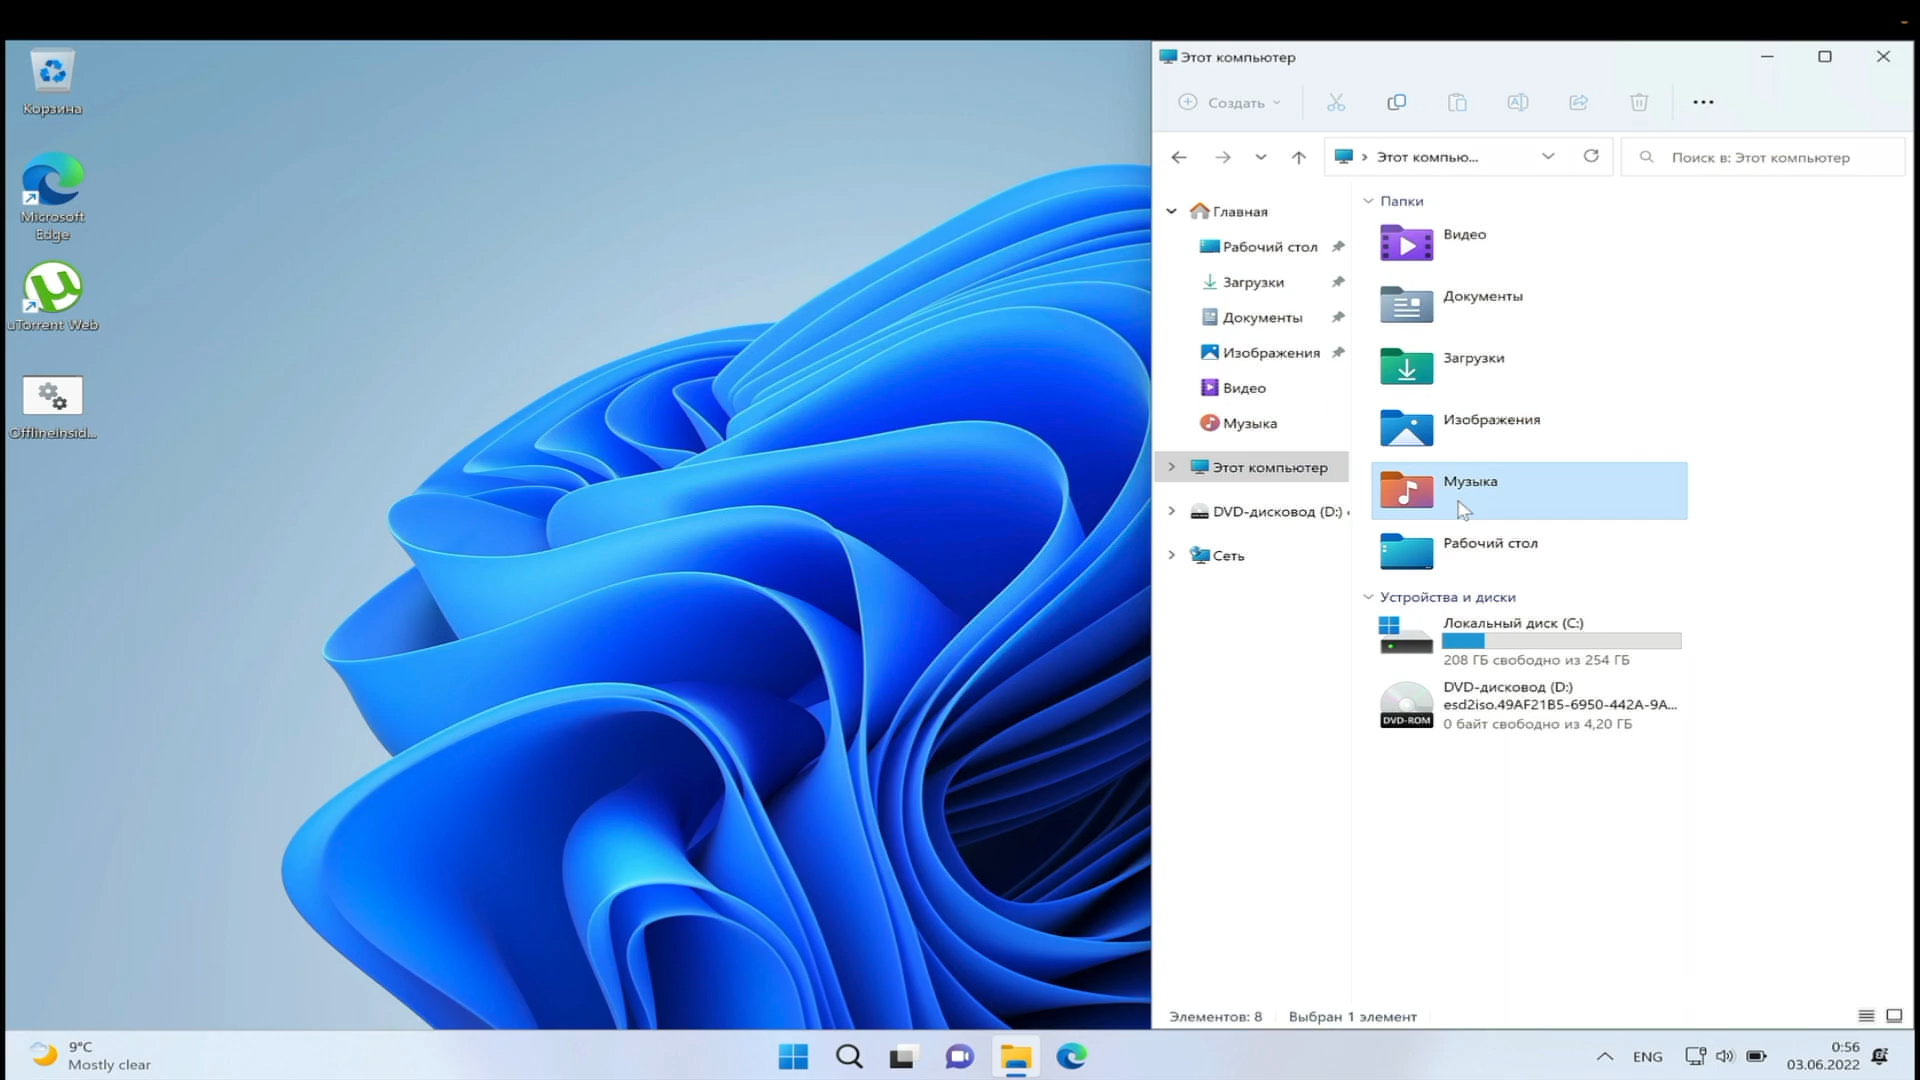 Корзина
Microsoft
Edge
uTorrent Web
OfflineInsid...
Этот компьютер
Создать
Этот компью...
Поиск в: Этот компьютер
Главная
Рабочий стол
Загрузки
Документы
Изображения
Видео
Музыка
Этот компьютер
DVD-дисковод (D:)
Сеть
Папки
Видео
Документы
Загрузки
Изображения
Музыка
Рабочий стол
Устройства и диски
Локальный диск (C:)
208 ГБ свободно из 254 ГБ
DVD-ROM
DVD-дисковод (D:)
esd2iso.49AF21B5-6950-442A-9A...
0 байт свободно из 4,20 ГБ
Элементов: 8
Выбран 1 элемент
9°C
Mostly clear
ENG
0:56
03.06.2022